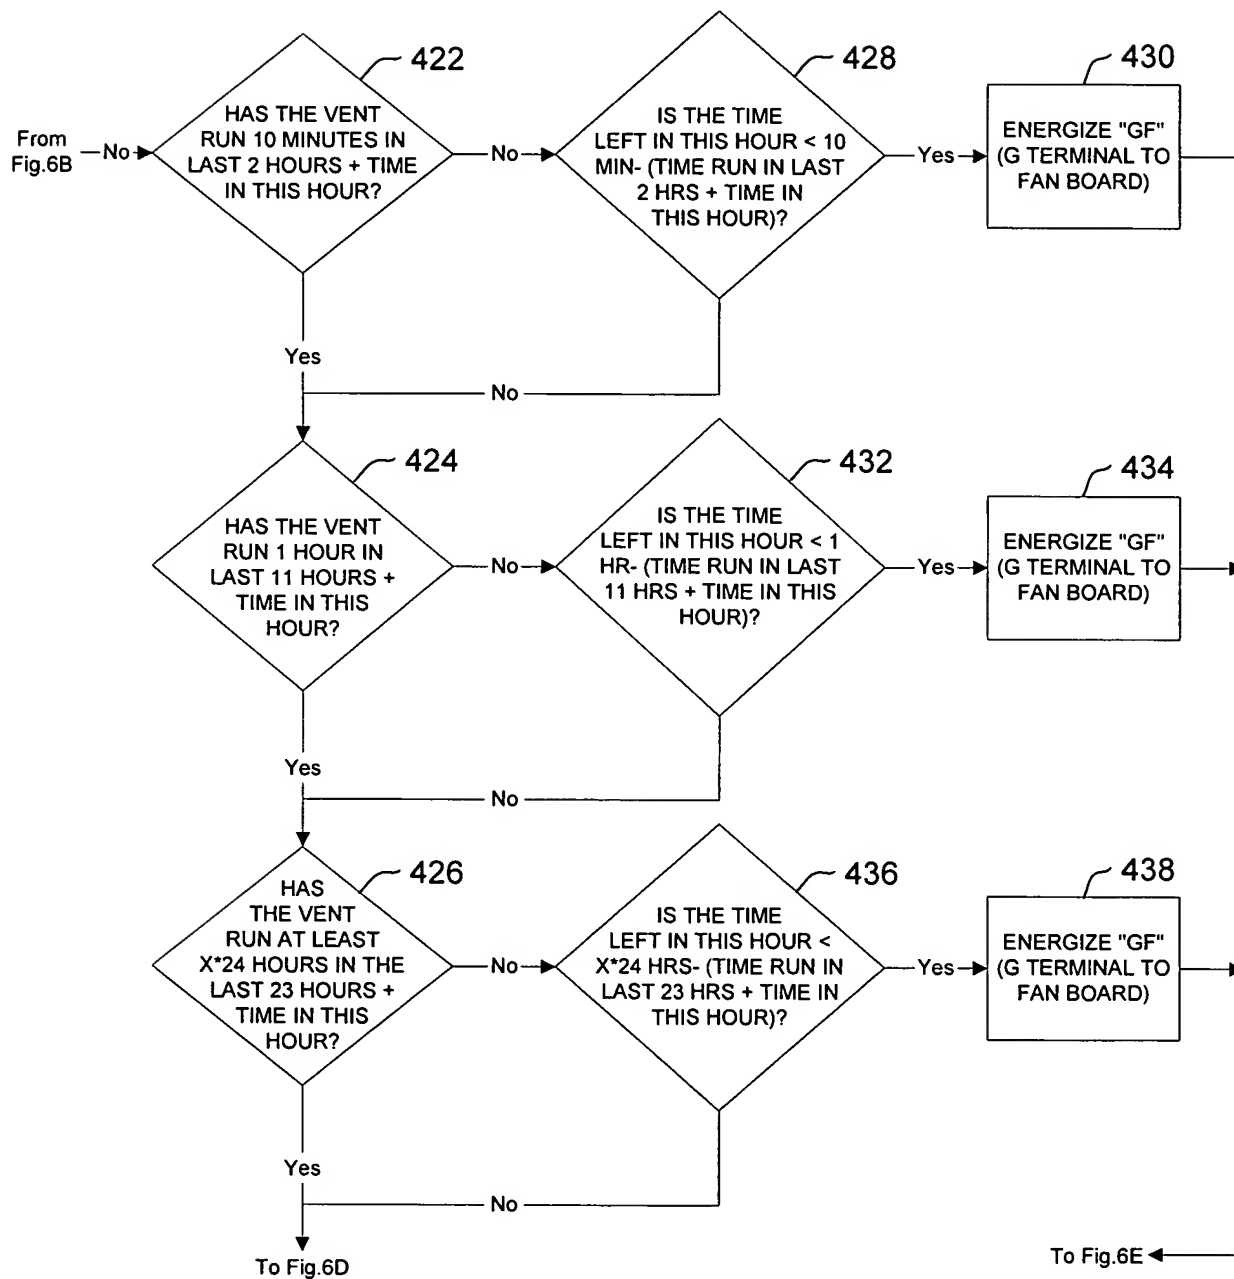 422
428
430
HAS THE VENT
RUN 10 MINUTES IN
LAST 2 HOURS + TIME
IN THIS HOUR?
IS THE TIME
LEFT IN THIS HOUR < 10
MIN- (TIME RUN IN LAST
2 HRS + TIME IN
THIS HOUR)?
ENERGIZE "GF"
(G TERMINAL TO
FAN BOARD)
From
Fig.6B
No
No
Yes
Yes
No
424
432
434
HAS THE VENT
RUN 1 HOUR IN
LAST 11 HOURS +
TIME IN THIS
HOUR?
IS THE TIME
LEFT IN THIS HOUR < 1
HR- (TIME RUN IN LAST
11 HRS + TIME IN THIS
HOUR)?
ENERGIZE "GF"
(G TERMINAL TO
FAN BOARD)
No
Yes
Yes
No
426
436
438
HAS
THE VENT
RUN AT LEAST
X*24 HOURS IN THE
LAST 23 HOURS +
TIME IN THIS
HOUR?
IS THE TIME
LEFT IN THIS HOUR <
X*24 HRS- (TIME RUN IN
LAST 23 HRS + TIME IN
THIS HOUR)?
ENERGIZE "GF"
(G TERMINAL TO
FAN BOARD)
No
Yes
Yes
No
To Fig.6D
To Fig.6E